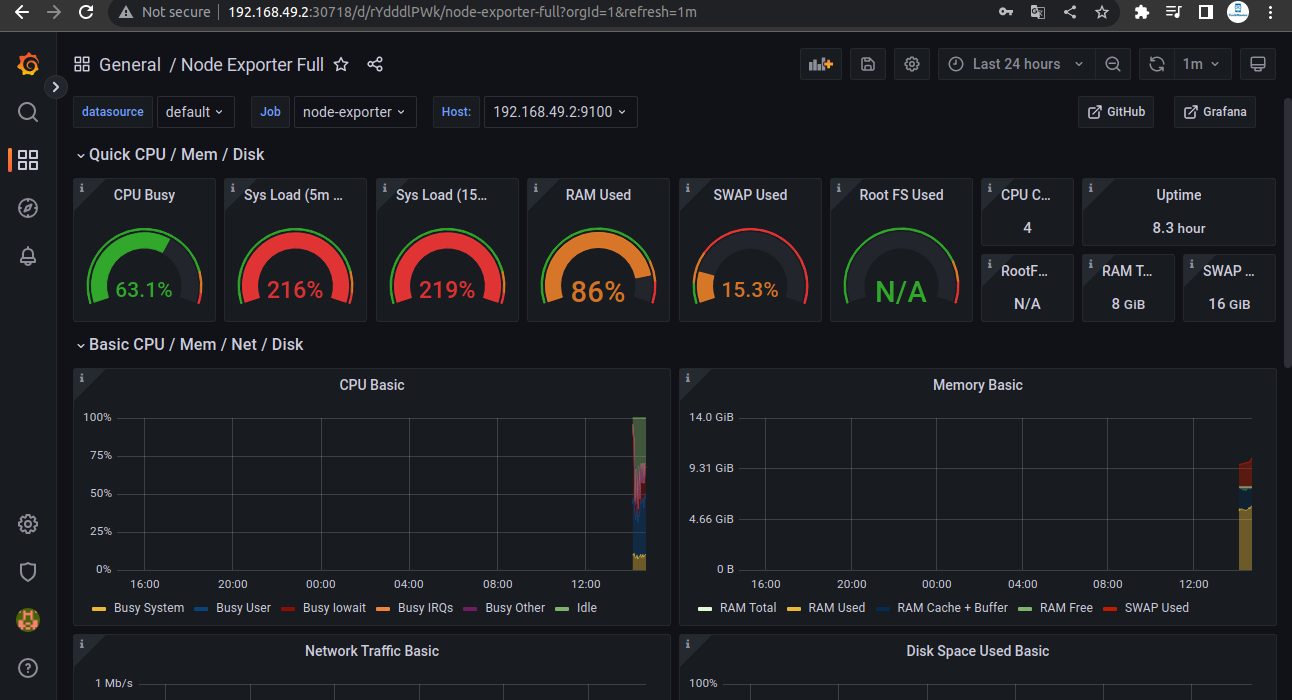 Not secure 192.168.49.2:30718/d/rYdddlPWk/node-exporter-full?orgId=1&refresh=1m
General / Node Exporter Full Last 24 hours 1m
datasource default Job node-exporter Host: 192.168.49.2:9100 GitHub Grafana
Quick CPU / Mem / Disk
CPU Busy
63.1%
Sys Load (5m ...
216%
Sys Load (15...
219%
RAM Used
86%
SWAP Used
15.3%
Root FS Used
N/A
CPU C...
4
Uptime
8.3 hour
RootF...
N/A
RAM T...
8 GiB
SWAP ...
16 GiB
Basic CPU / Mem / Net / Disk
CPU Basic
100%
75%
50%
25%
0%
16:00 20:00 00:00 04:00 08:00 12:00
Busy System Busy User Busy Iowait Busy IRQs Busy Other Idle
Memory Basic
14.0 GiB
9.31 GiB
4.66 GiB
0 B
16:00 20:00 00:00 04:00 08:00 12:00
RAM Total RAM Used RAM Cache + Buffer RAM Free SWAP Used
Network Traffic Basic
1 Mb/s
Disk Space Used Basic
100%